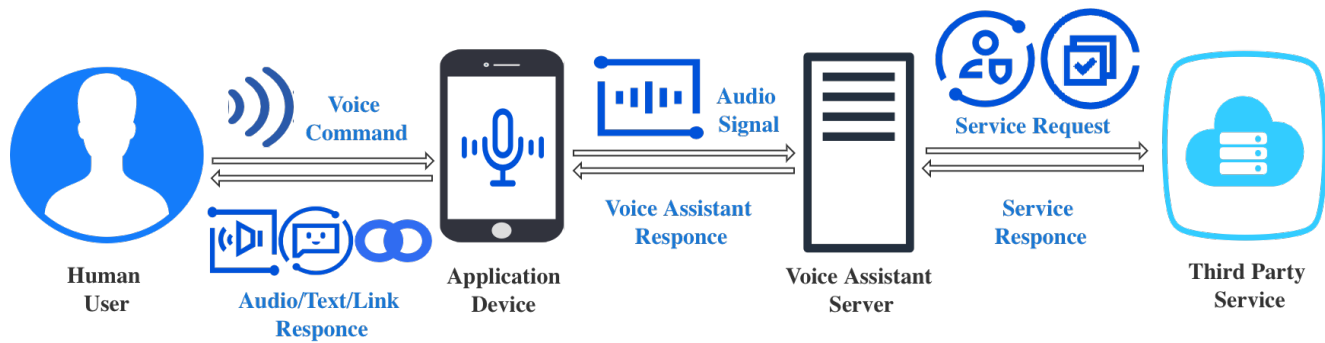 Voice
Command
Audio
Signal
Service Request
Voice Assistant
Responce
Service
Responce
Human
User
Audio/Text/Link
Responce
Application
Device
Voice Assistant
Server
Third Party
Service